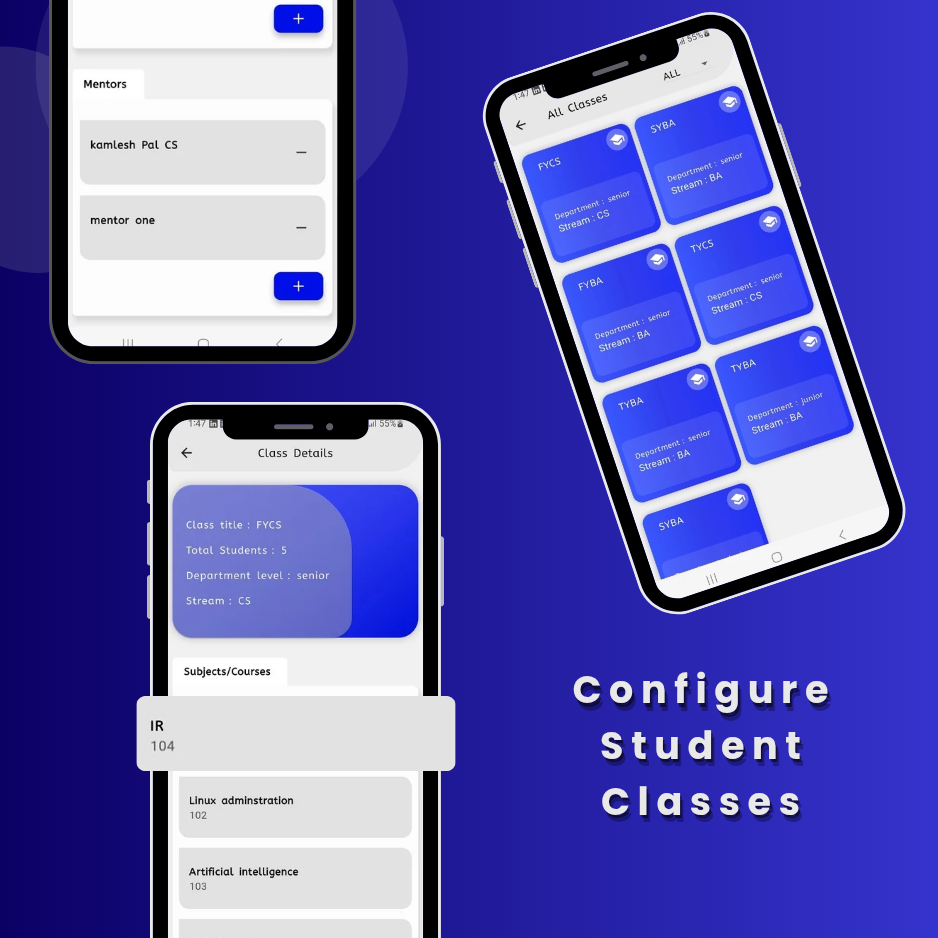 +
Mentors
kamlesh Pal CS
mentor one
+
1:47
55%
All Classes
ALL
FYCS
Department : senior
Stream : CS
SYBA
Department : senior
Stream : BA
FYBA
Department : senior
Stream : BA
TYCS
Department : senior
Stream : CS
TYBA
Department : senior
Stream : BA
TYBA
Department : junior
Stream : BA
SYBA
1:47
55%
Class Details
Class title : FYCS
Total Students : 5
Department level : senior
Stream : CS
Subjects/Courses
IR
104
Linux adminstration
102
Artificial intelligence
103
Configure
Student
Classes